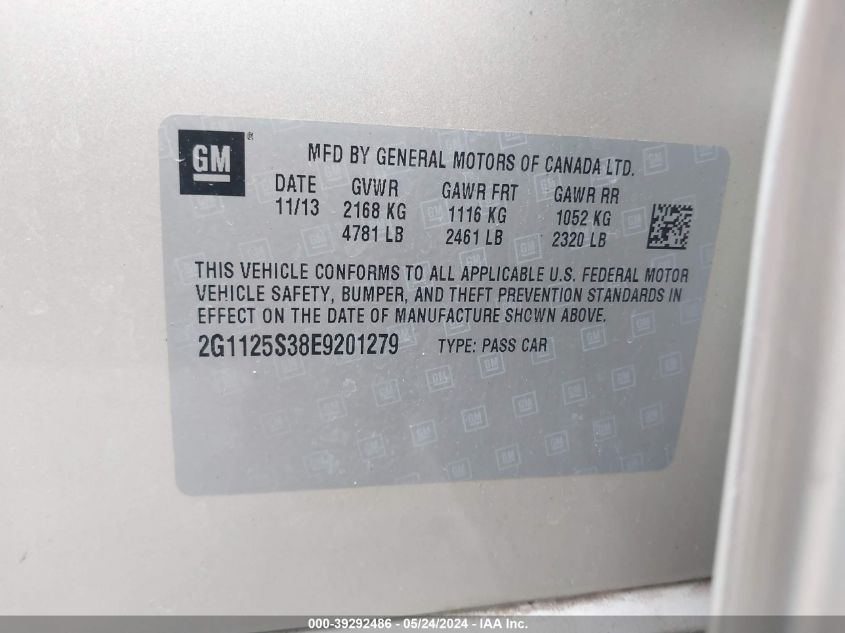 GM ®
MFD BY GENERAL MOTORS OF CANADA LTD.
DATE GVWR GAWR FRT GAWR RR
11/13 2168 KG 1116 KG 1052 KG
4781 LB 2461 LB 2320 LB
THIS VEHICLE CONFORMS TO ALL APPLICABLE U.S. FEDERAL MOTOR
VEHICLE SAFETY, BUMPER, AND THEFT PREVENTION STANDARDS IN
EFFECT ON THE DATE OF MANUFACTURE SHOWN ABOVE.
2G1125S38E9201279 TYPE: PASS CAR
000-39292486 - 05/24/2024 - IAA Inc.